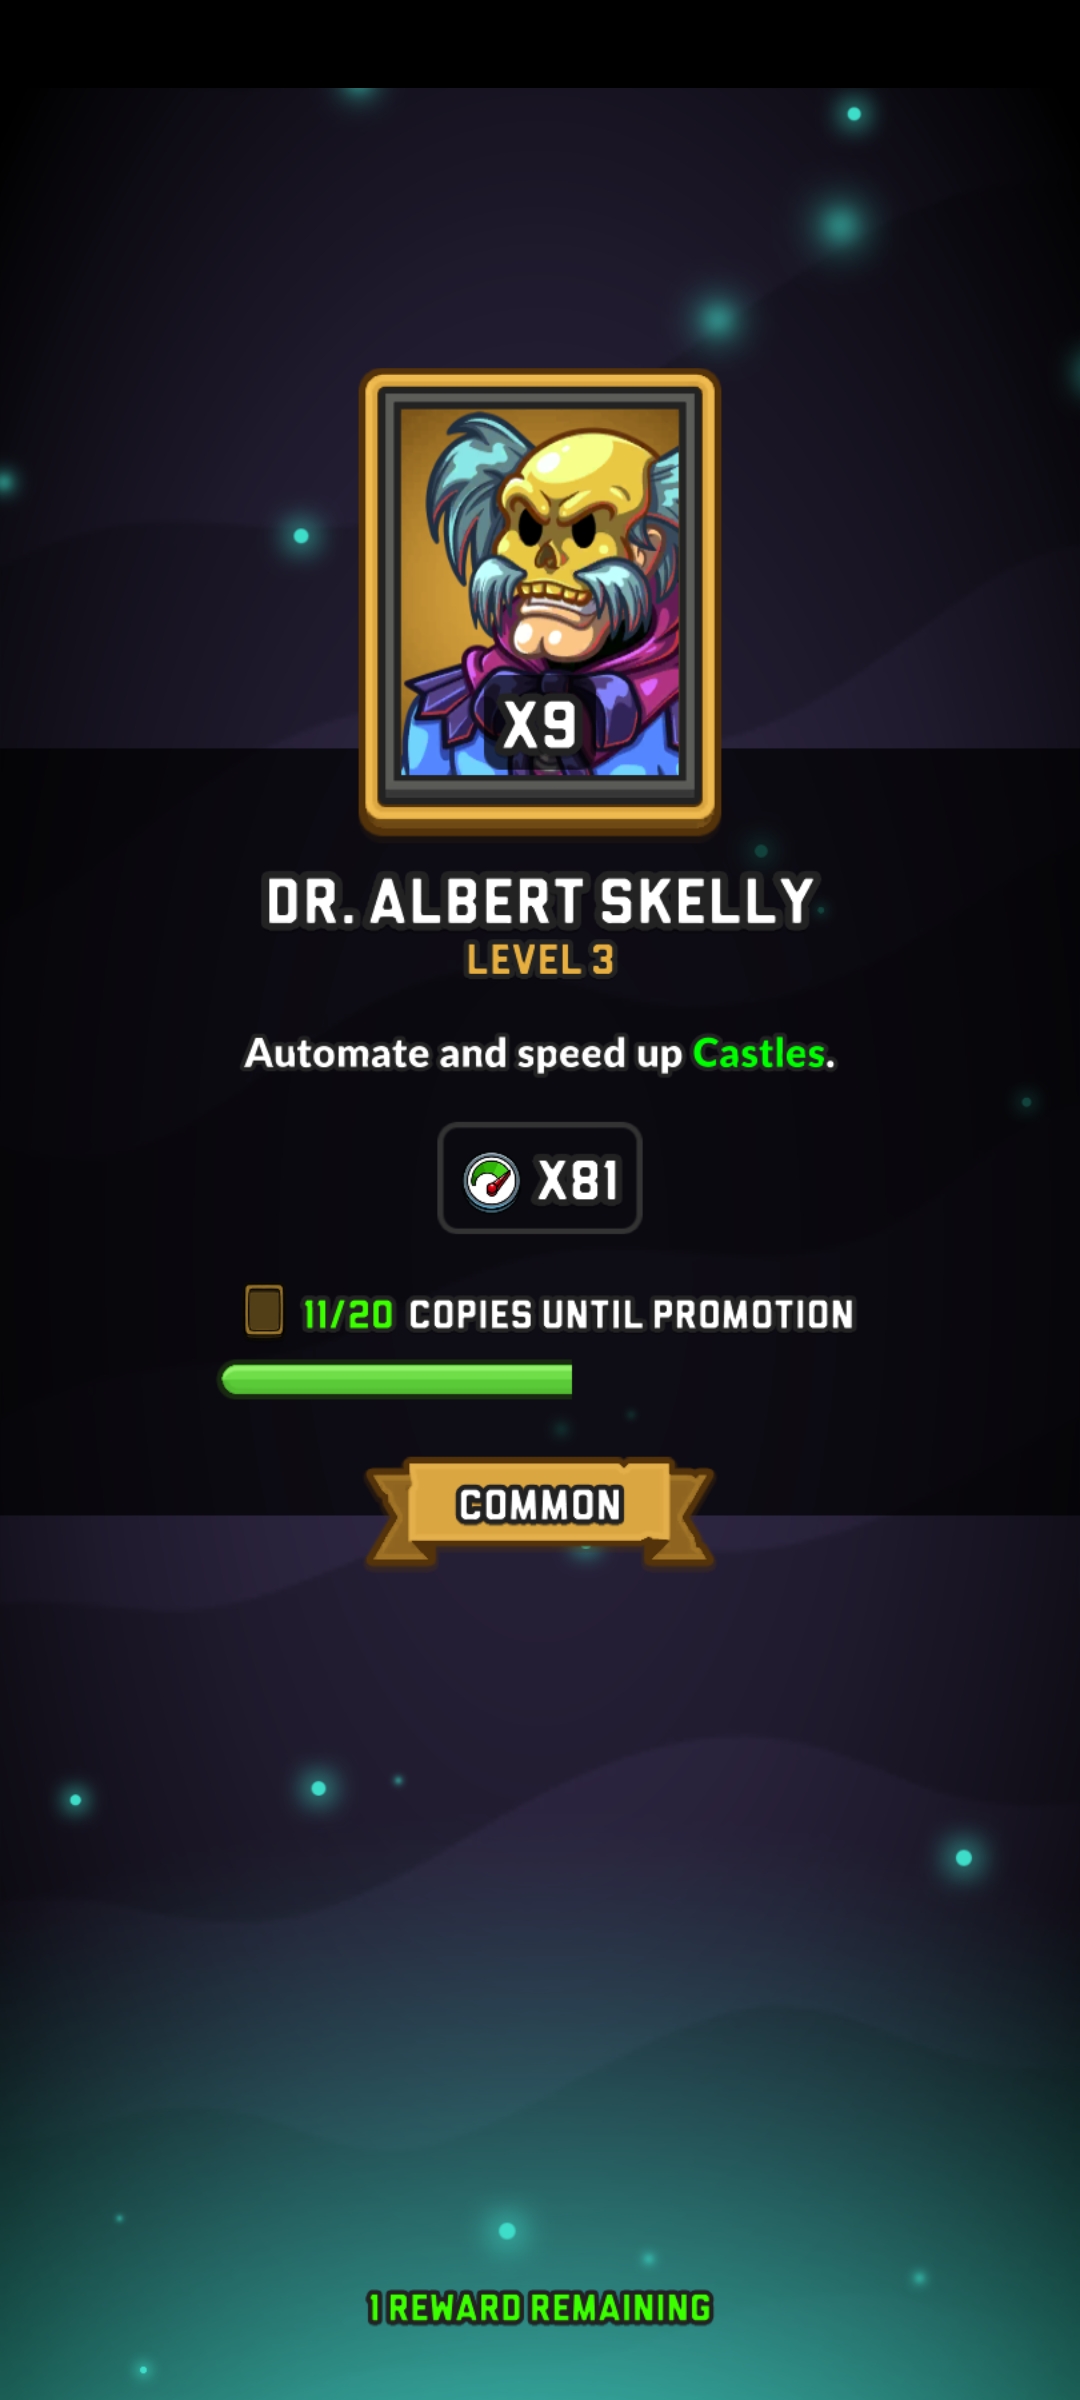 X9
DR. ALBERT SKELLY
LEVEL 3
Automate and speed up Castles.
X81
11/20 COPIES UNTIL PROMOTION
COMMON
1 REWARD REMAINING